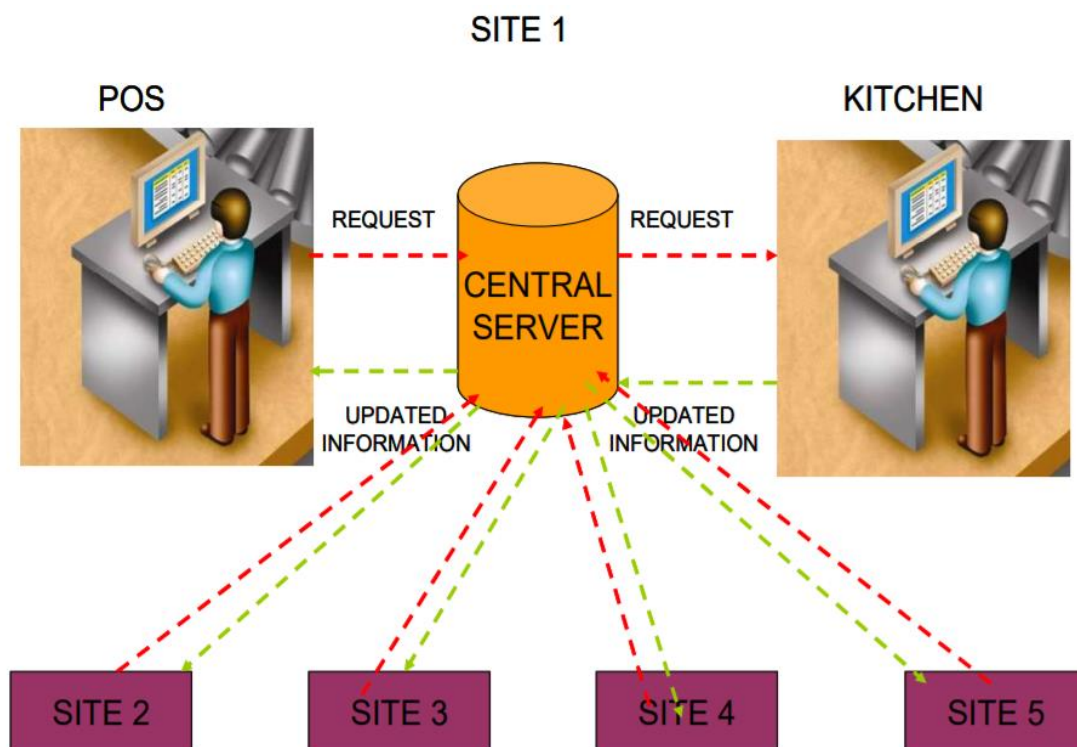 SITE 1
POS
KITCHEN
REQUEST
REQUEST
CENTRAL
SERVER
UPDATED
INFORMATION
UPDATED
INFORMATION
SITE 2
SITE 3
SITE 4
SITE 5